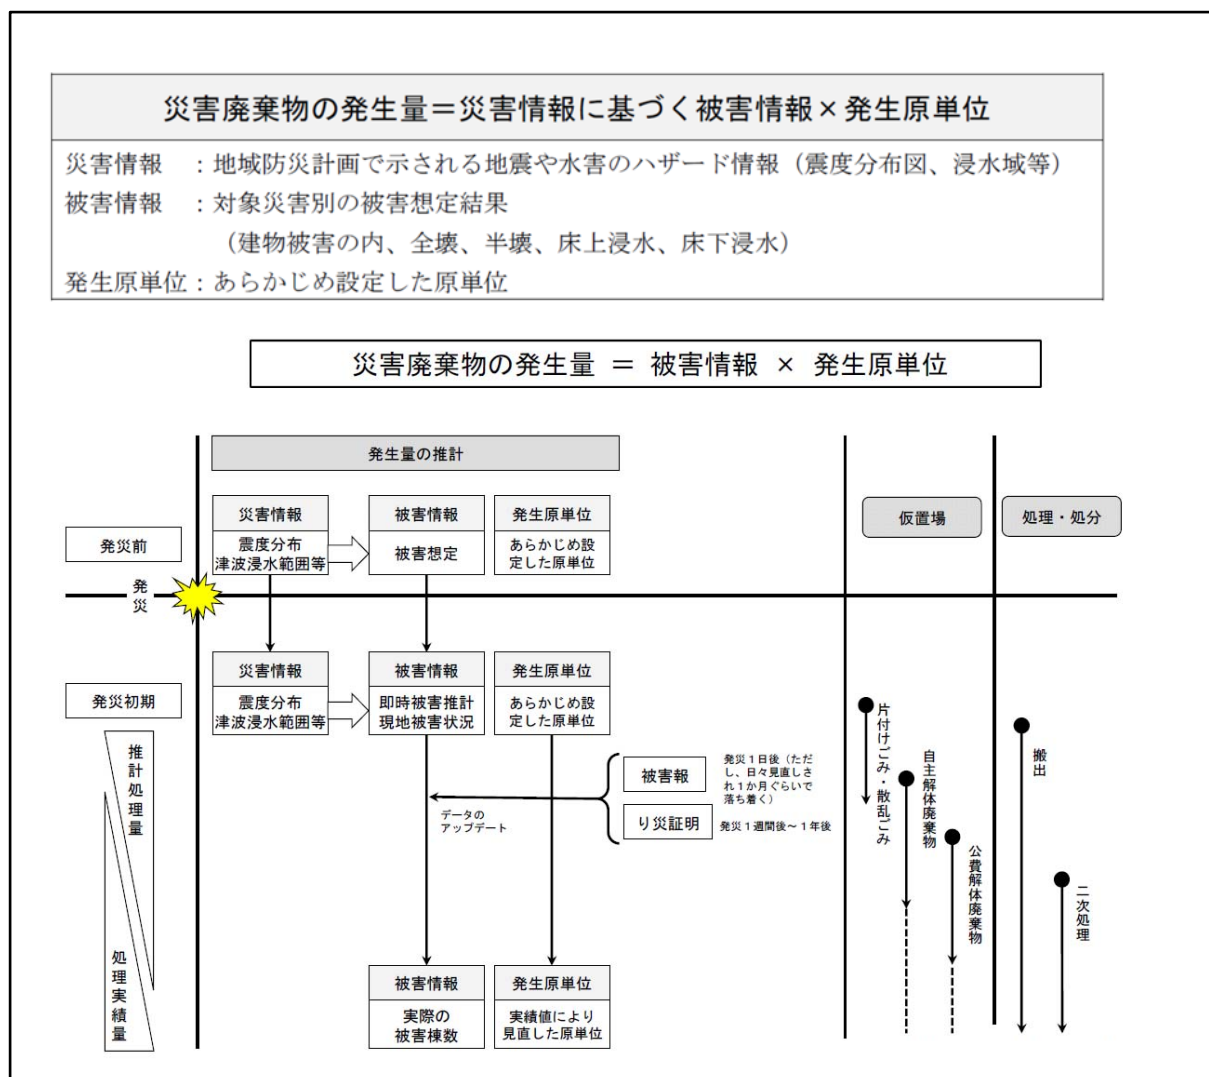 災害廃棄物の発生量＝災害情報に基づく被害情報×発生原単位
災害情報　：地域防災計画で示される地震や水害のハザード情報（震度分布図、浸水域等）
被害情報　：対象災害別の被害想定結果
（建物被害の内、全壊、半壊、床上浸水、床下浸水）
発生原単位：あらかじめ設定した原単位
災害廃棄物の発生量 ＝ 被害情報 × 発生原単位
発生量の推計
仮置場
処理・処分
発災前
災害情報
震度分布
津波浸水範囲等
被害情報
被害想定
発生原単位
あらかじめ設
定した原単位
発災
発災初期
災害情報
震度分布
津波浸水範囲等
被害情報
即時被害推計
現地被害状況
発生原単位
あらかじめ設
定した原単位
推計処理量
処理実績量
データの
アップデート
被害報
発災１日後（ただ
し、日々見直しさ
れ１か月ぐらいで
落ち着く）
り災証明
発災１週間後～１年後
片付けごみ・散乱ごみ
自主解体廃棄物
公費解体廃棄物
搬出
二次処理
被害情報
実際の
被害棟数
発生原単位
実績値により
見直した原単位